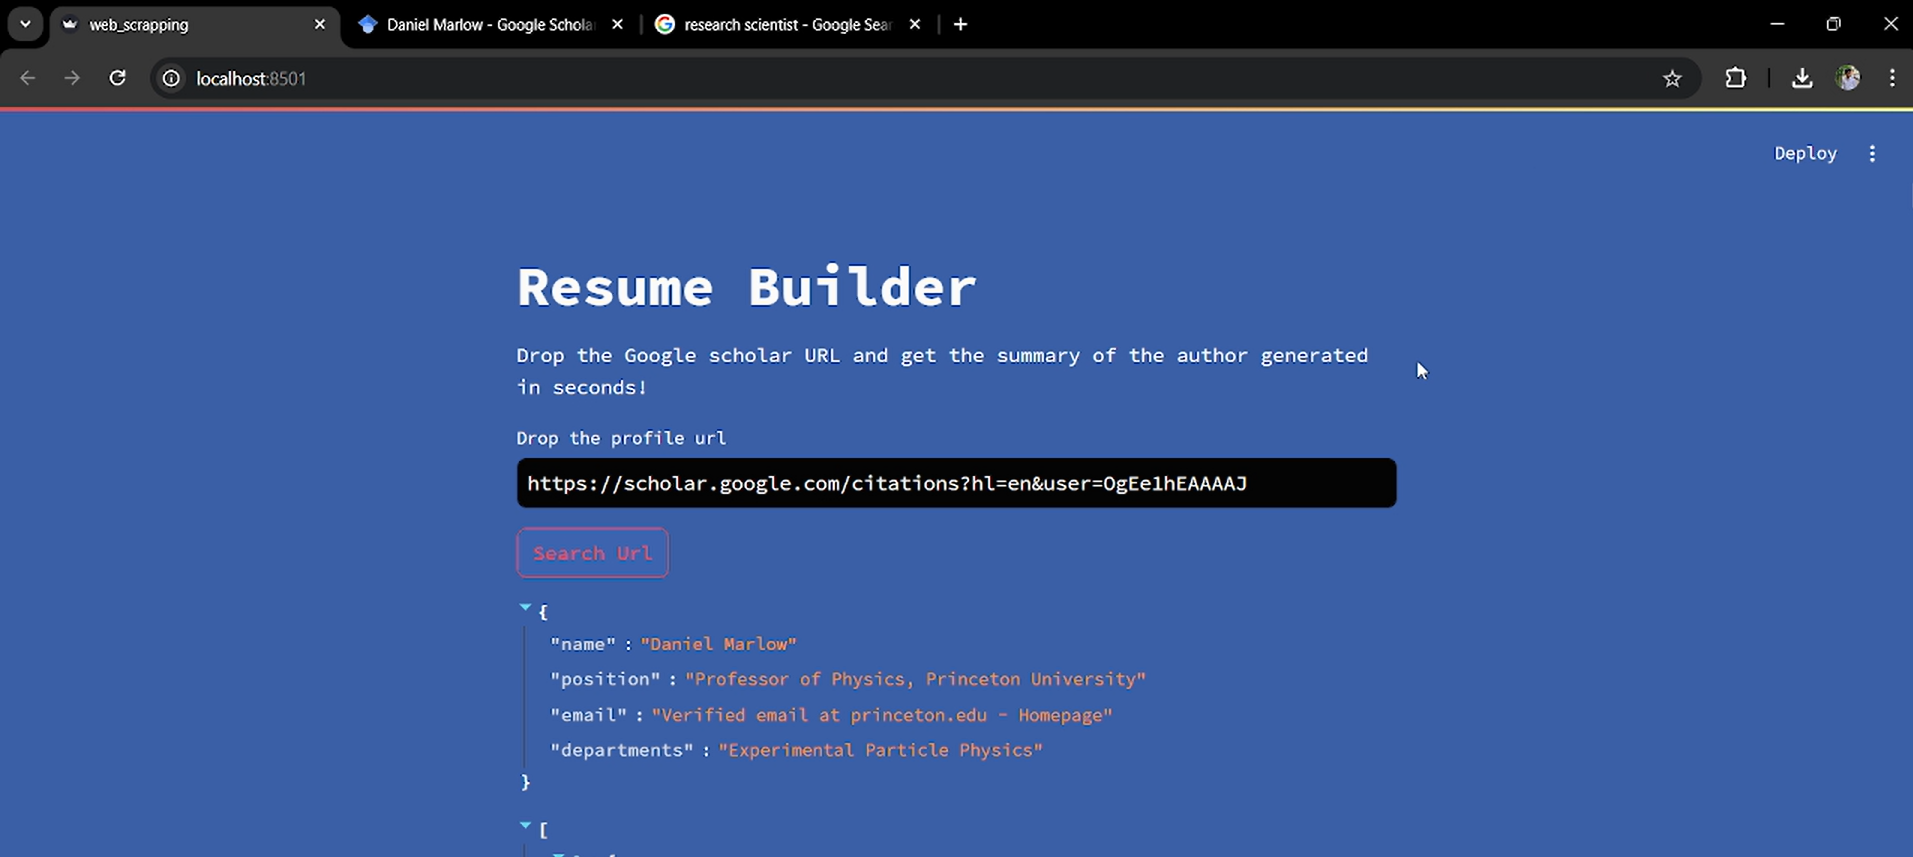 web_scrapping
Daniel Marlow - Google Schola
research scientist - Google Sear
localhost:8501
Deploy
Resume Builder
Drop the Google scholar URL and get the summary of the author generated
in seconds!
Drop the profile url
https://scholar.google.com/citations?hl=en&user=OgEe1hEAAAAJ
Search Url
{
"name" : "Daniel Marlow"
"position" : "Professor of Physics, Princeton University"
"email" : "Verified email at princeton.edu - Homepage"
"departments" : "Experimental Particle Physics"
}
[